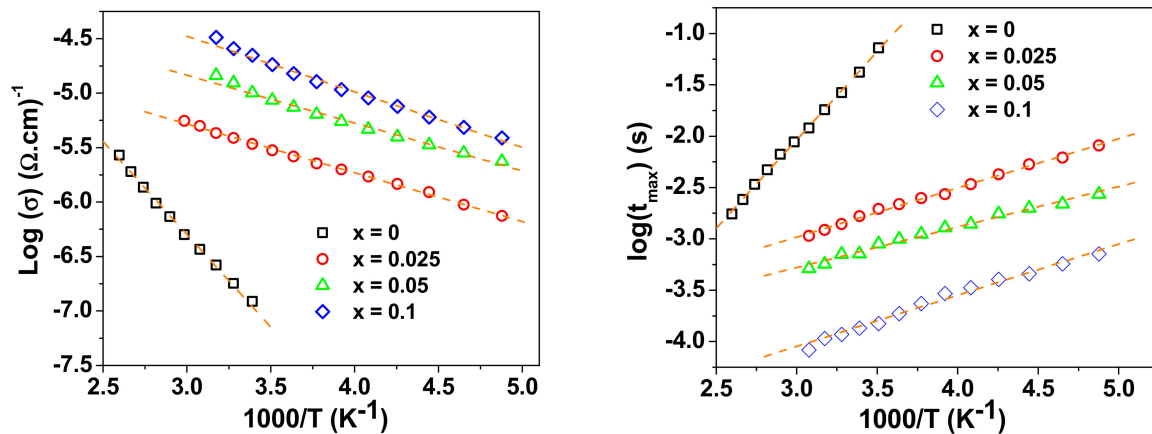 -4.5
-5.0
-5.5
-6.0
-6.5
-7.0
-7.5
Log (σ) (Ω.cm)⁻¹
x = 0
x = 0.025
x = 0.05
x = 0.1
2.5 3.0 3.5 4.0 4.5 5.0
1000/T (K⁻¹)
-1.0
-1.5
-2.0
-2.5
-3.0
-3.5
-4.0
log(t_max) (s)
x = 0
x = 0.025
x = 0.05
x = 0.1
2.5 3.0 3.5 4.0 4.5 5.0
1000/T (K⁻¹)